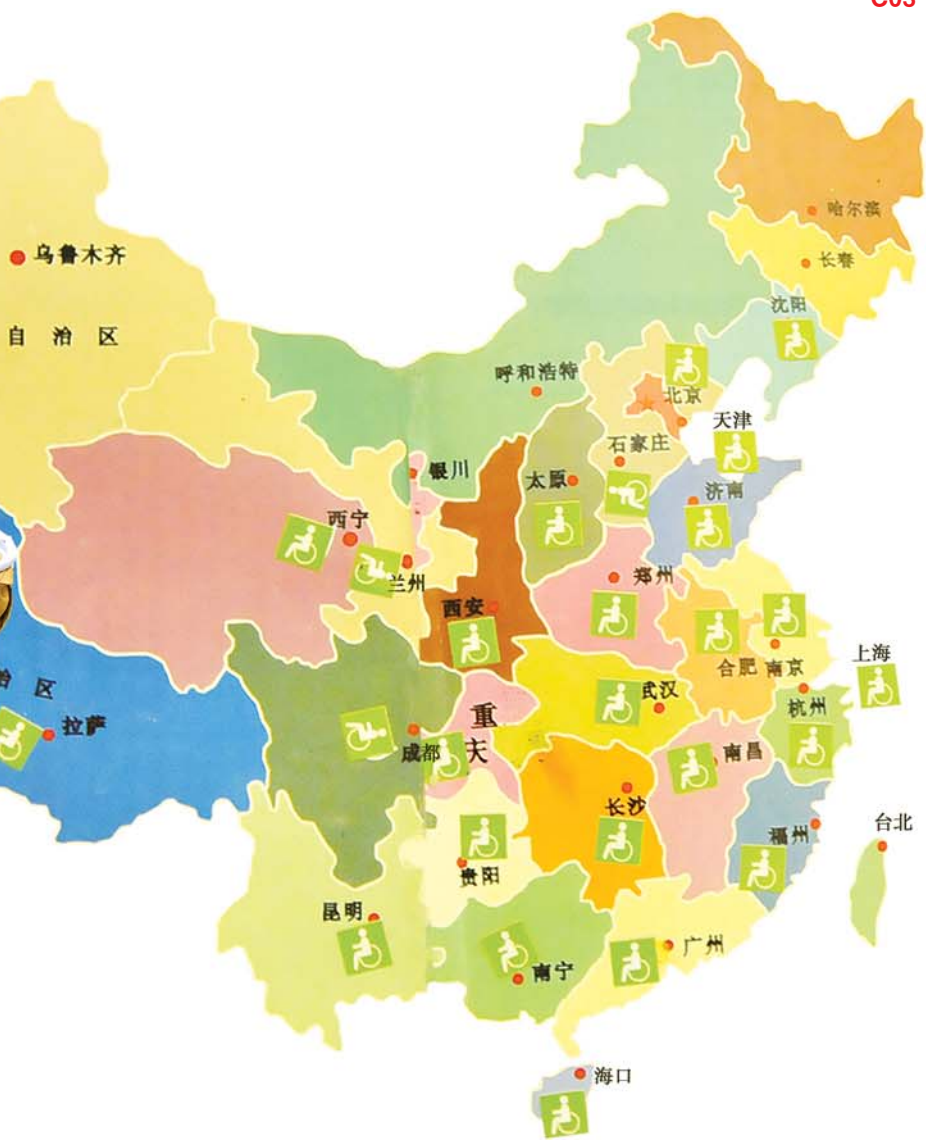 C03
哈尔滨
乌鲁木齐
长春
沈阳
自治区
呼和浩特
北京
天津
石家庄
银川
太原
济南
西宁
兰州
郑州
西安
合肥
南京
上海
治区
武汉
杭州
拉萨
重庆
成都
南昌
长沙
台北
福州
贵阳
昆明
广州
南宁
海口